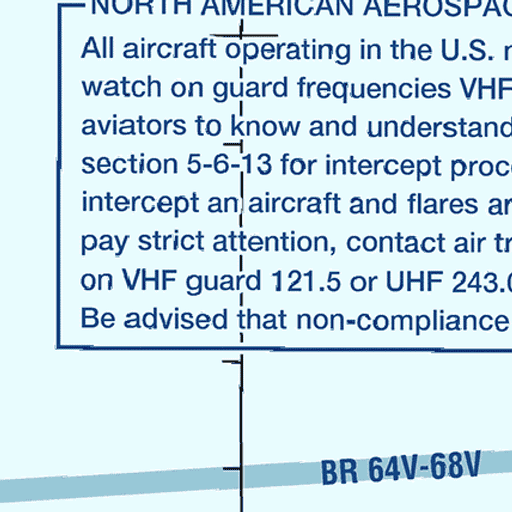 NORTH AMERICAN AEROSPAC
All aircraft operating in the U.S.
watch on guard frequencies VHF
aviators to know and understand
section 5-6-13 for intercept proc
intercept an aircraft and flares ar
pay strict attention, contact air tr
on VHF guard 121.5 or UHF 243.0
Be advised that non-compliance
BR 64V-68V